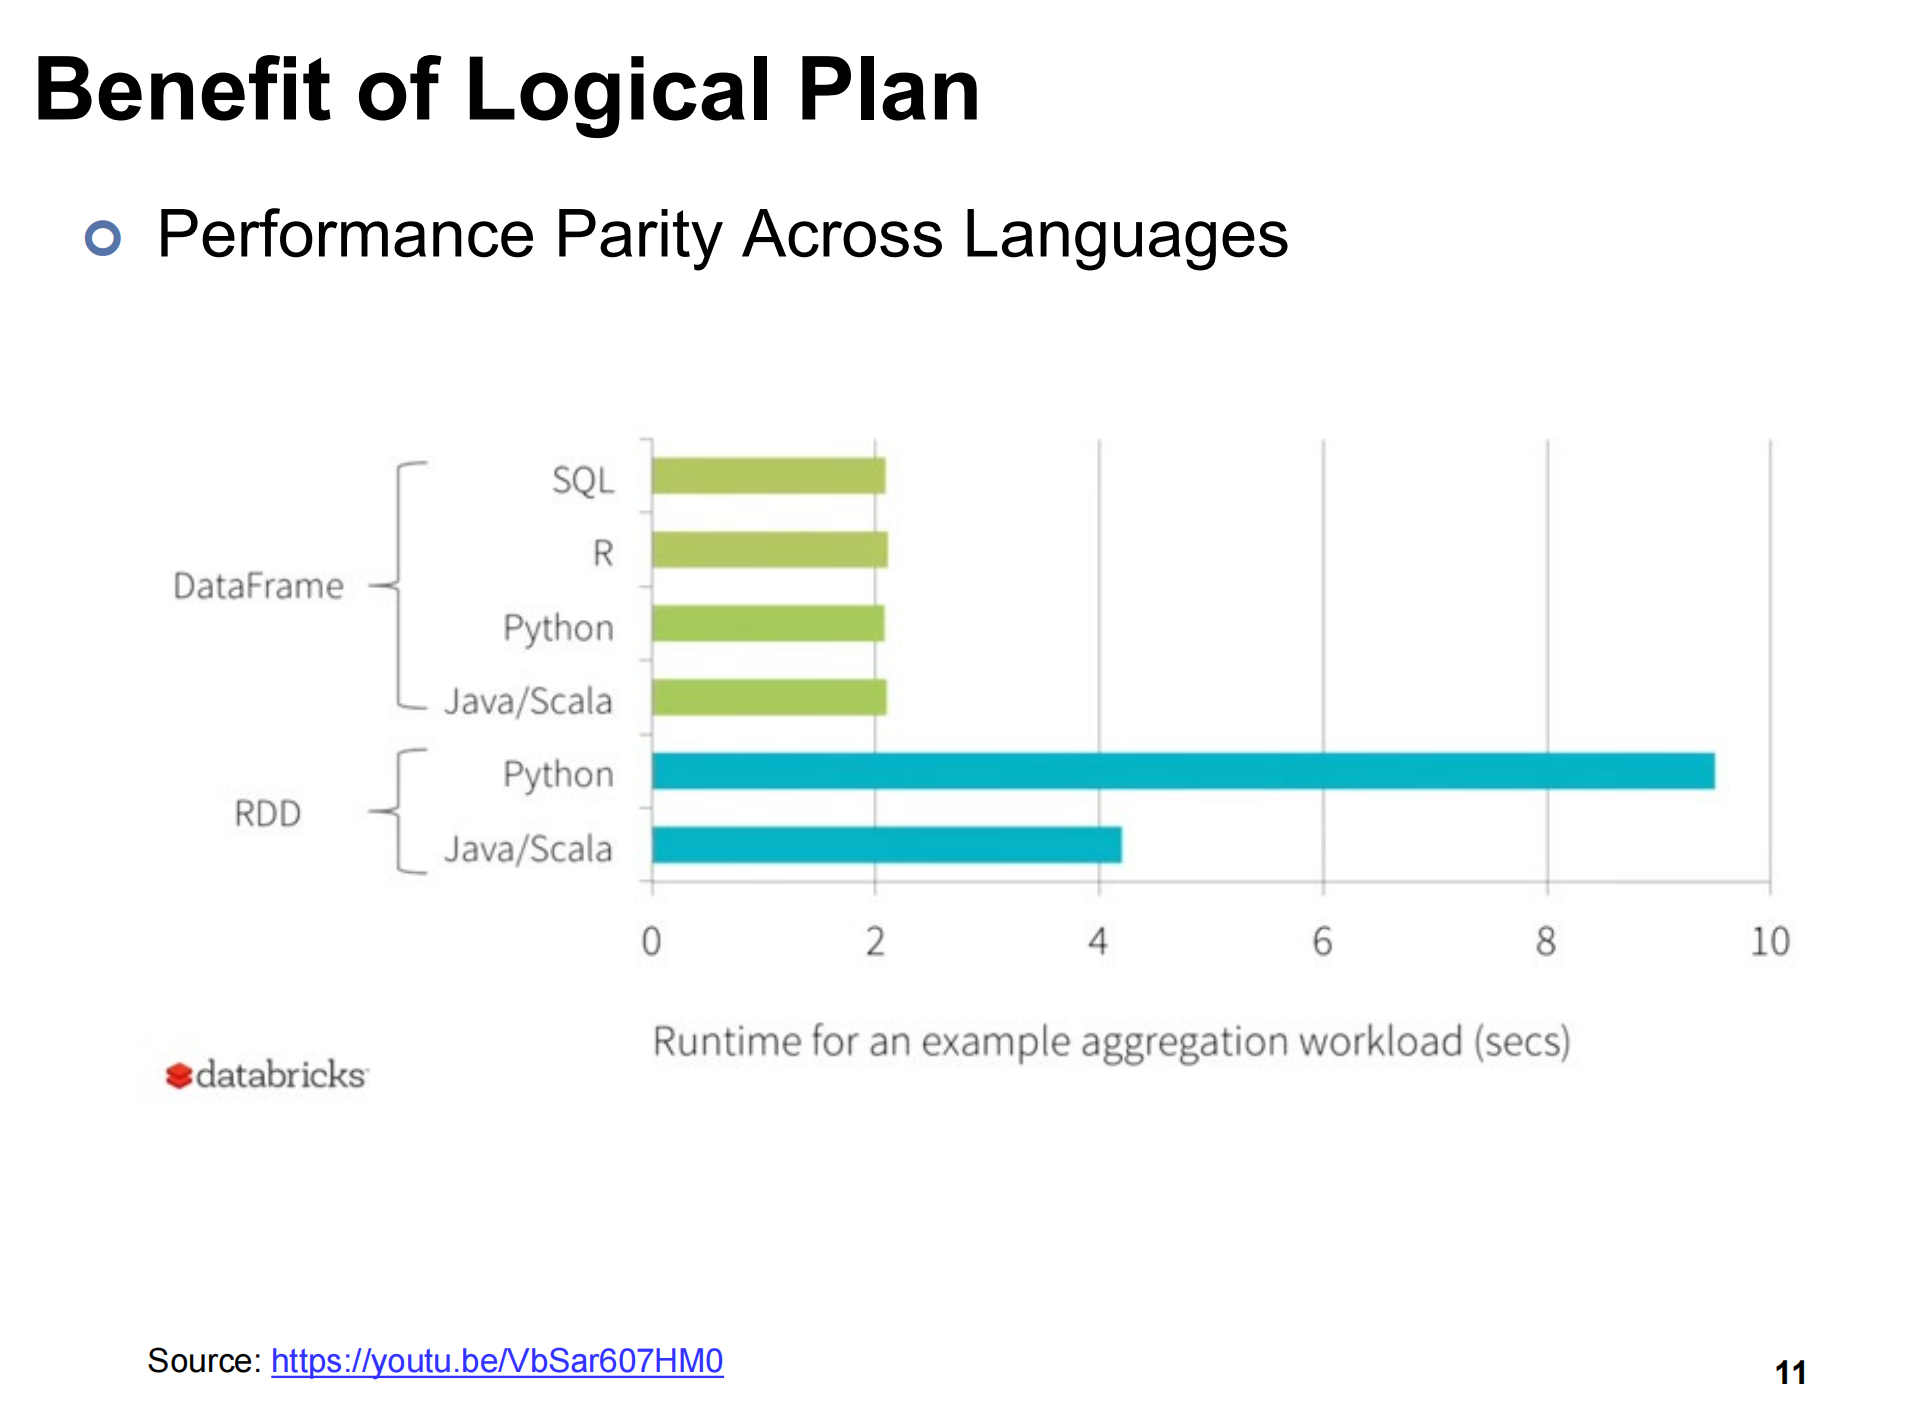 Benefit of Logical Plan
Performance Parity Across Languages
DataFrame
SQL
R
Python
Java/Scala
RDD
Python
Java/Scala
0 2 4 6 8 10
Runtime for an example aggregation workload (secs)
databricks
Source: https://youtu.be/VbSar607HM0
11